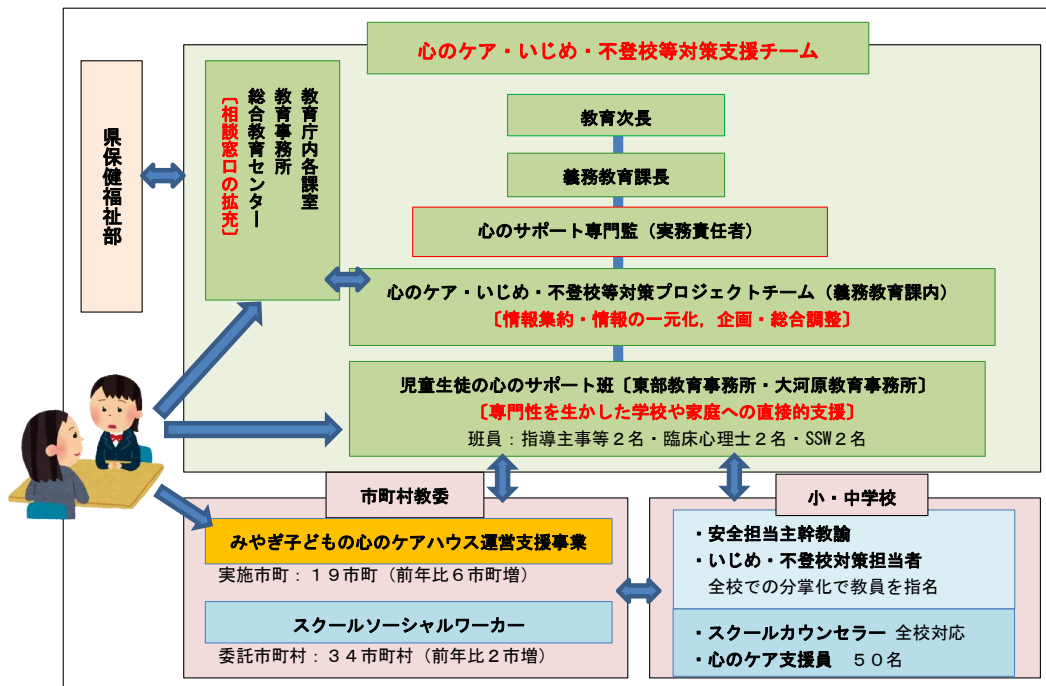 心のケア・いじめ・不登校等対策支援チーム
県保健福祉部
教育庁内各課室
教育事務所
総合教育センター
〔相談窓口の拡充〕
教育次長
義務教育課長
心のサポート専門監（実務責任者）
心のケア・いじめ・不登校等対策プロジェクトチーム（義務教育課内）
〔情報集約・情報の一元化，企画・総合調整〕
児童生徒の心のサポート班〔東部教育事務所・大河原教育事務所〕
〔専門性を生かした学校や家庭への直接的支援〕
班員：指導主事等２名・臨床心理士２名・SSW２名
市町村教委
みやぎ子どもの心のケアハウス運営支援事業
実施市町：１９市町（前年比６市町増）
スクールソーシャルワーカー
委託市町村：３４市町村（前年比２市増）
小・中学校
・安全担当主幹教諭
・いじめ・不登校対策担当者
全校での分掌化で教員を指名
・スクールカウンセラー 全校対応
・心のケア支援員　５０名